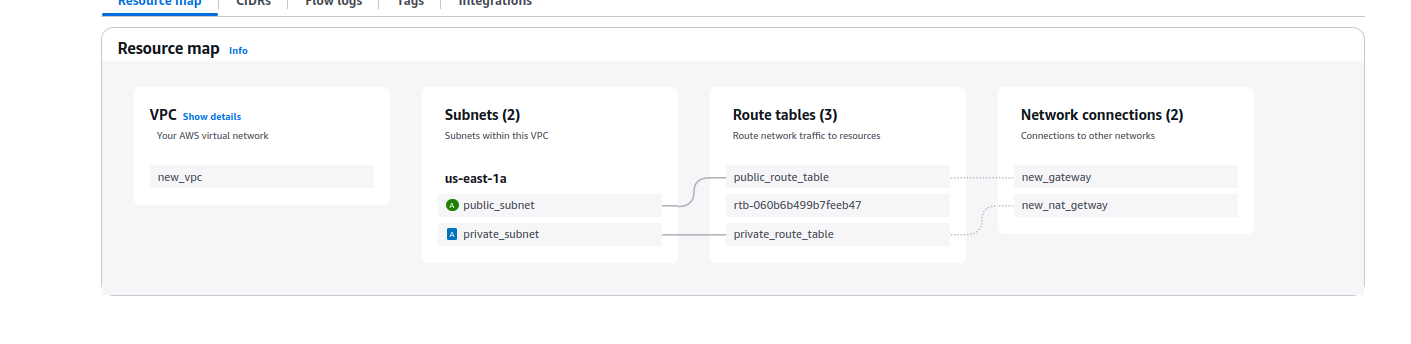 Resource map CIDRs Flow logs Tags Integrations
Resource map Info
VPC Show details
Your AWS virtual network
new_vpc
Subnets (2)
Subnets within this VPC
us-east-1a
A public_subnet
A private_subnet
Route tables (3)
Route network traffic to resources
public_route_table
rtb-060b6b499b7feeb47
private_route_table
Network connections (2)
Connections to other networks
new_gateway
new_nat_getway